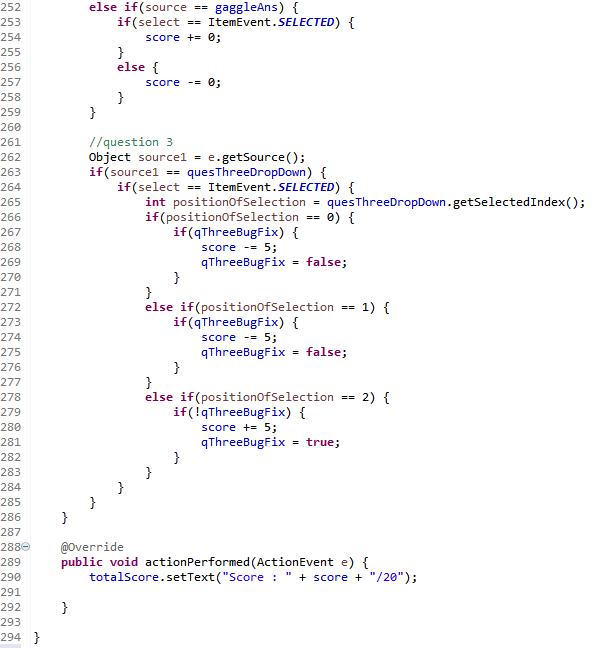 252 else if(source == gaggleAns) {
253 if(select == ItemEvent.SELECTED) {
254 score += 0;
255 }
256 else {
257 score -= 0;
258 }
259 }
260
261 //question 3
262 Object source1 = e.getSource();
263 if(source1 == quesThreeDropDown) {
264 if(select == ItemEvent.SELECTED) {
265 int positionOfSelection = quesThreeDropDown.getSelectedIndex();
266 if(positionOfSelection == 0) {
267 if(qThreeBugFix) {
268 score -= 5;
269 qThreeBugFix = false;
270 }
271 }
272 else if(positionOfSelection == 1) {
273 if(qThreeBugFix) {
274 score -= 5;
275 qThreeBugFix = false;
276 }
277 }
278 else if(positionOfSelection == 2) {
279 if(!qThreeBugFix) {
280 score += 5;
281 qThreeBugFix = true;
282 }
283 }
284 }
285 }
286 }
287
288 @Override
289 public void actionPerformed(ActionEvent e) {
290 totalScore.setText("Score : " + score + "/20");
291
292 }
293
294 }